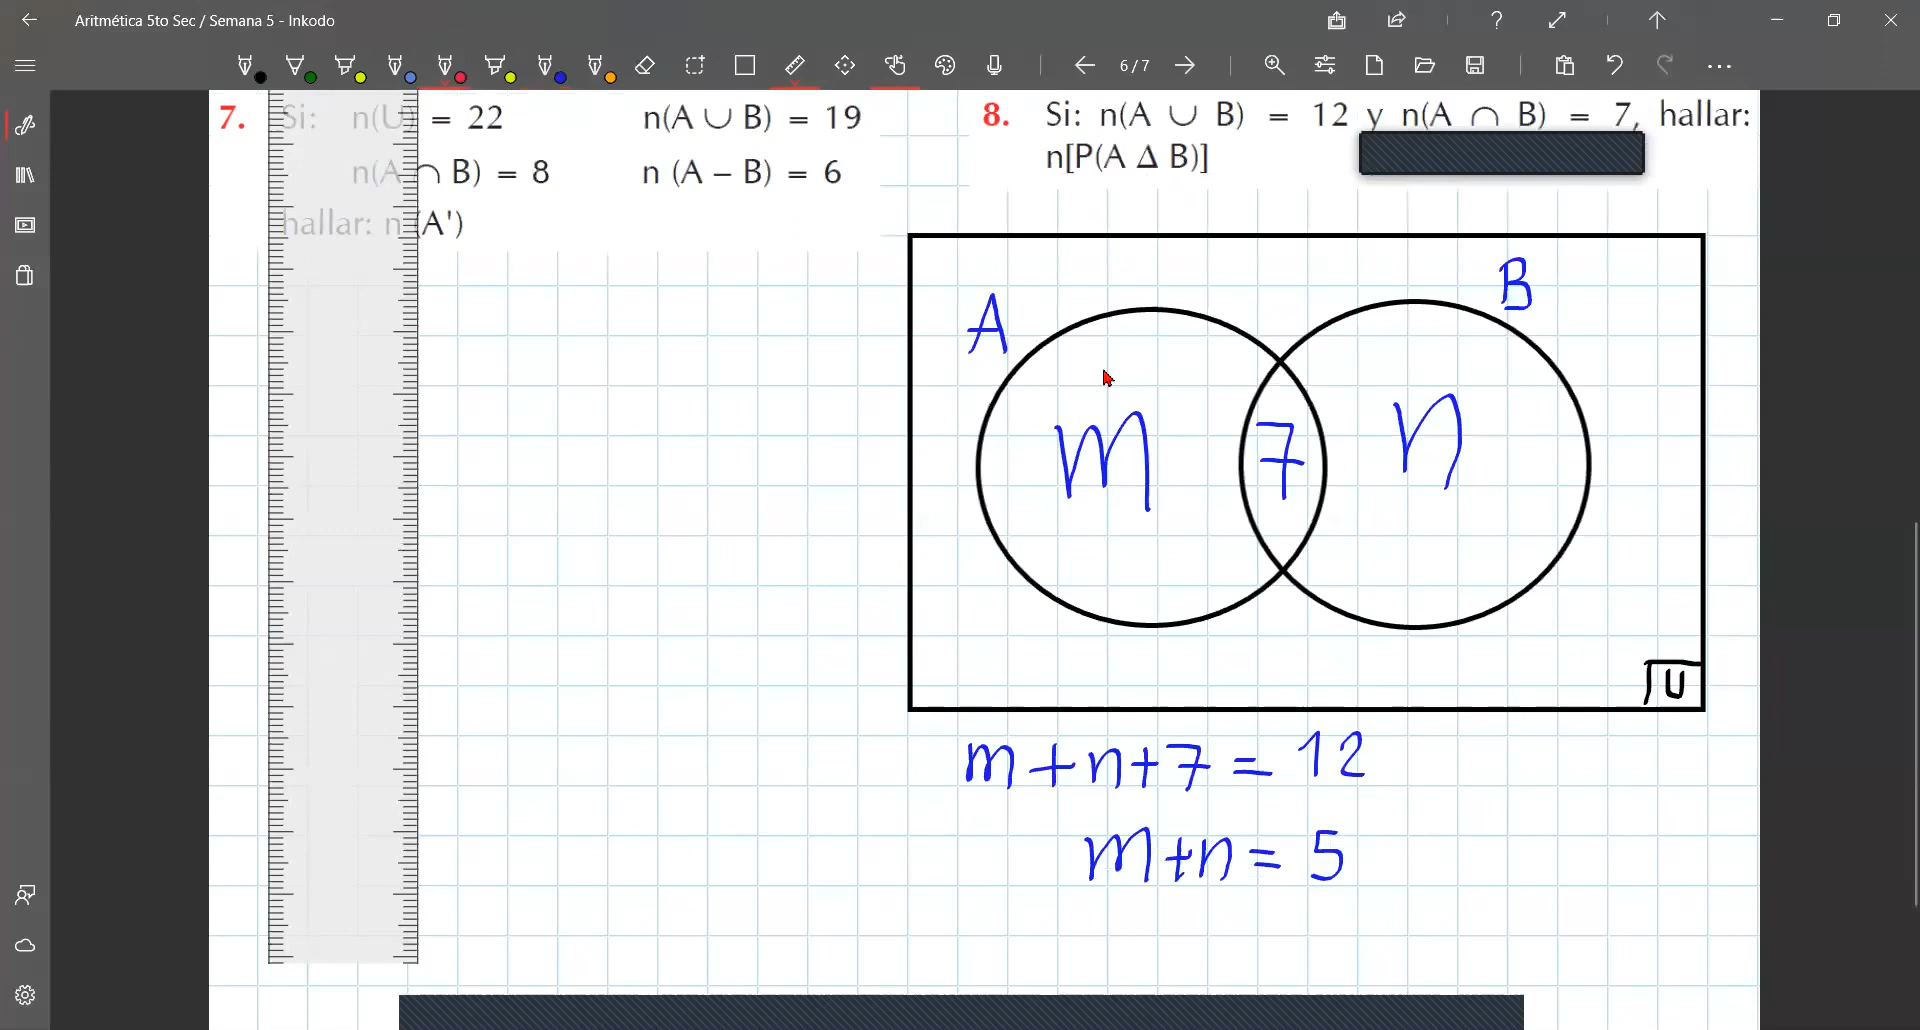 Aritmética 5to Sec / Semana 5 - Inkodo
6 / 7
7. Si: n(U) = 22 n(A ∪ B) = 19
n(A ∩ B) = 8 n (A – B) = 6
hallar: n (A')
8. Si: n(A ∪ B) = 12 y n(A ∩ B) = 7, hallar:
n[P(A Δ B)]
A B
m 7 n
U
m+n+7 = 12
m+n = 5